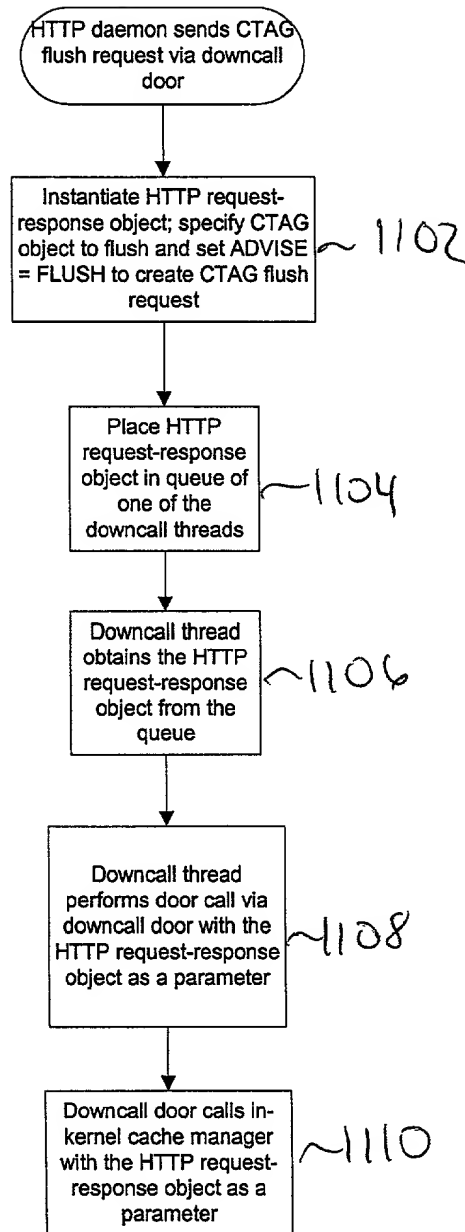 HTTP daemon sends CTAG
flush request via downcall
door
Instantiate HTTP request-
response object; specify CTAG
object to flush and set ADVISE
= FLUSH to create CTAG flush
request
1102
Place HTTP
request-response
object in queue of
one of the
downcall threads
1104
Downcall thread
obtains the HTTP
request-response
object from the
queue
1106
Downcall thread
performs door call via
downcall door with the
HTTP request-response
object as a parameter
1108
Downcall door calls in-
kernel cache manager
with the HTTP request-
response object as a
parameter
1110